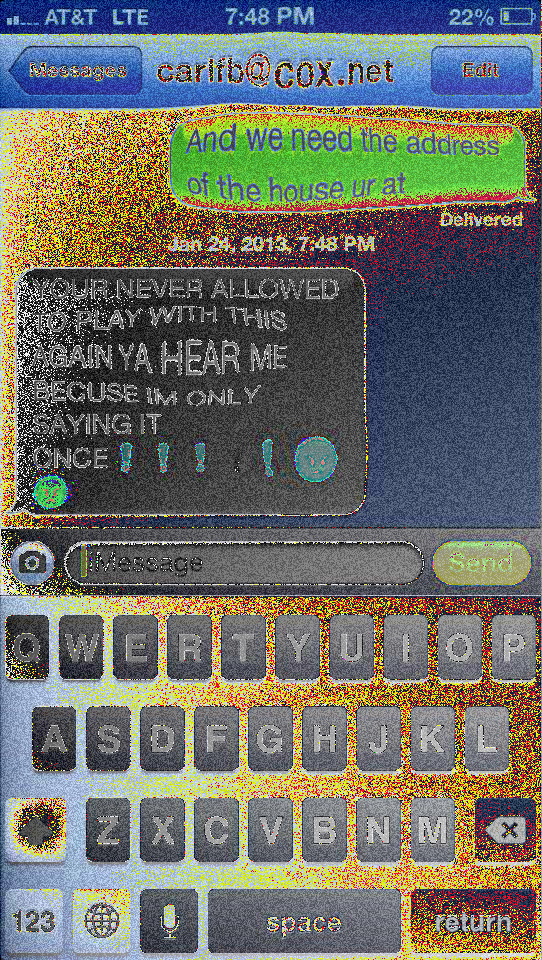 AT&T LTE 7:48 PM 22%
Messages carifb@cox.net Edit
And we need the address
of the house ur at
Delivered
Jan 24, 2013, 7:48 PM
YOUR NEVER ALLOWED
TO PLAY WITH THIS
AGAIN YA HEAR ME
BECUSE IM ONLY
SAYING IT
ONCE ❗❗❗❗❗
iMessage Send
Q W E R T Y U I O P
A S D F G H J K L
Z X C V B N M
123 space return